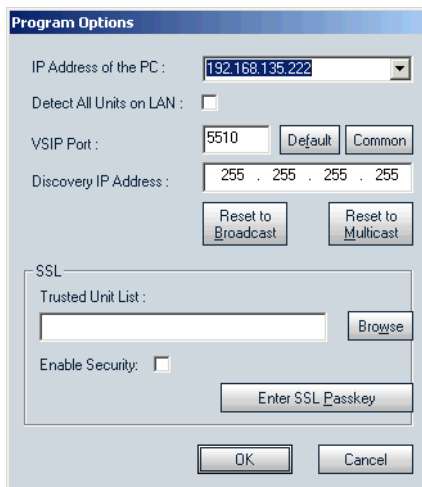 Program Options
IP Address of the PC : 192.168.135.222
Detect All Units on LAN :
VSIP Port : 5510 Default Common
Discovery IP Address : 255 . 255 . 255 . 255
Reset to Broadcast Reset to Multicast
SSL
Trusted Unit List :
Browse
Enable Security:
Enter SSL Passkey
OK Cancel